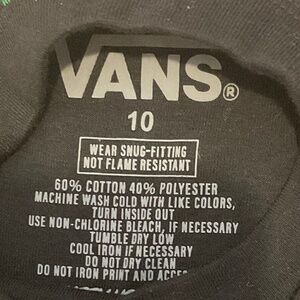 VANS®
10
WEAR SNUG-FITTING
NOT FLAME RESISTANT
60% COTTON 40% POLYESTER
MACHINE WASH COLD WITH LIKE COLORS,
TURN INSIDE OUT
USE NON-CHLORINE BLEACH, IF NECESSARY
TUMBLE DRY LOW
COOL IRON IF NECESSARY
DO NOT DRY CLEAN
DO NOT IRON PRINT AND